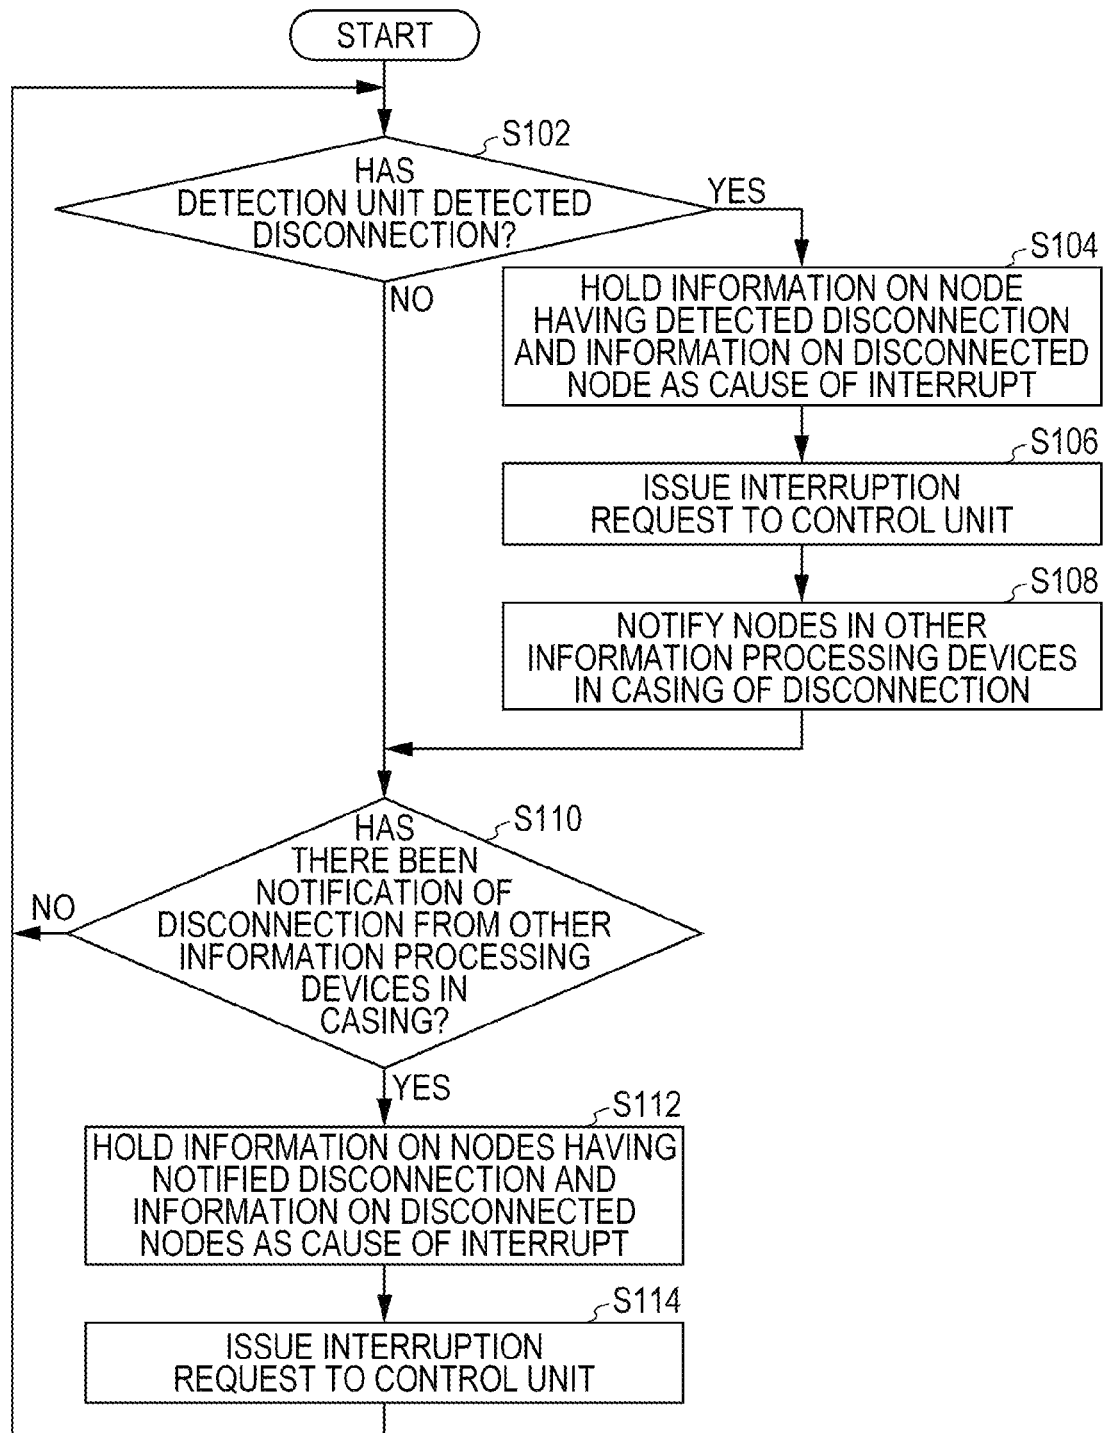 START
S102
HAS
DETECTION UNIT DETECTED
DISCONNECTION?
YES
NO
S104
HOLD INFORMATION ON NODE
HAVING DETECTED DISCONNECTION
AND INFORMATION ON DISCONNECTED
NODE AS CAUSE OF INTERRUPT
S106
ISSUE INTERRUPTION
REQUEST TO CONTROL UNIT
S108
NOTIFY NODES IN OTHER
INFORMATION PROCESSING DEVICES
IN CASING OF DISCONNECTION
S110
HAS
THERE BEEN
NOTIFICATION OF
DISCONNECTION FROM OTHER
INFORMATION PROCESSING
DEVICES IN
CASING?
NO
YES
S112
HOLD INFORMATION ON NODES HAVING
NOTIFIED DISCONNECTION AND
INFORMATION ON DISCONNECTED
NODES AS CAUSE OF INTERRUPT
S114
ISSUE INTERRUPTION
REQUEST TO CONTROL UNIT